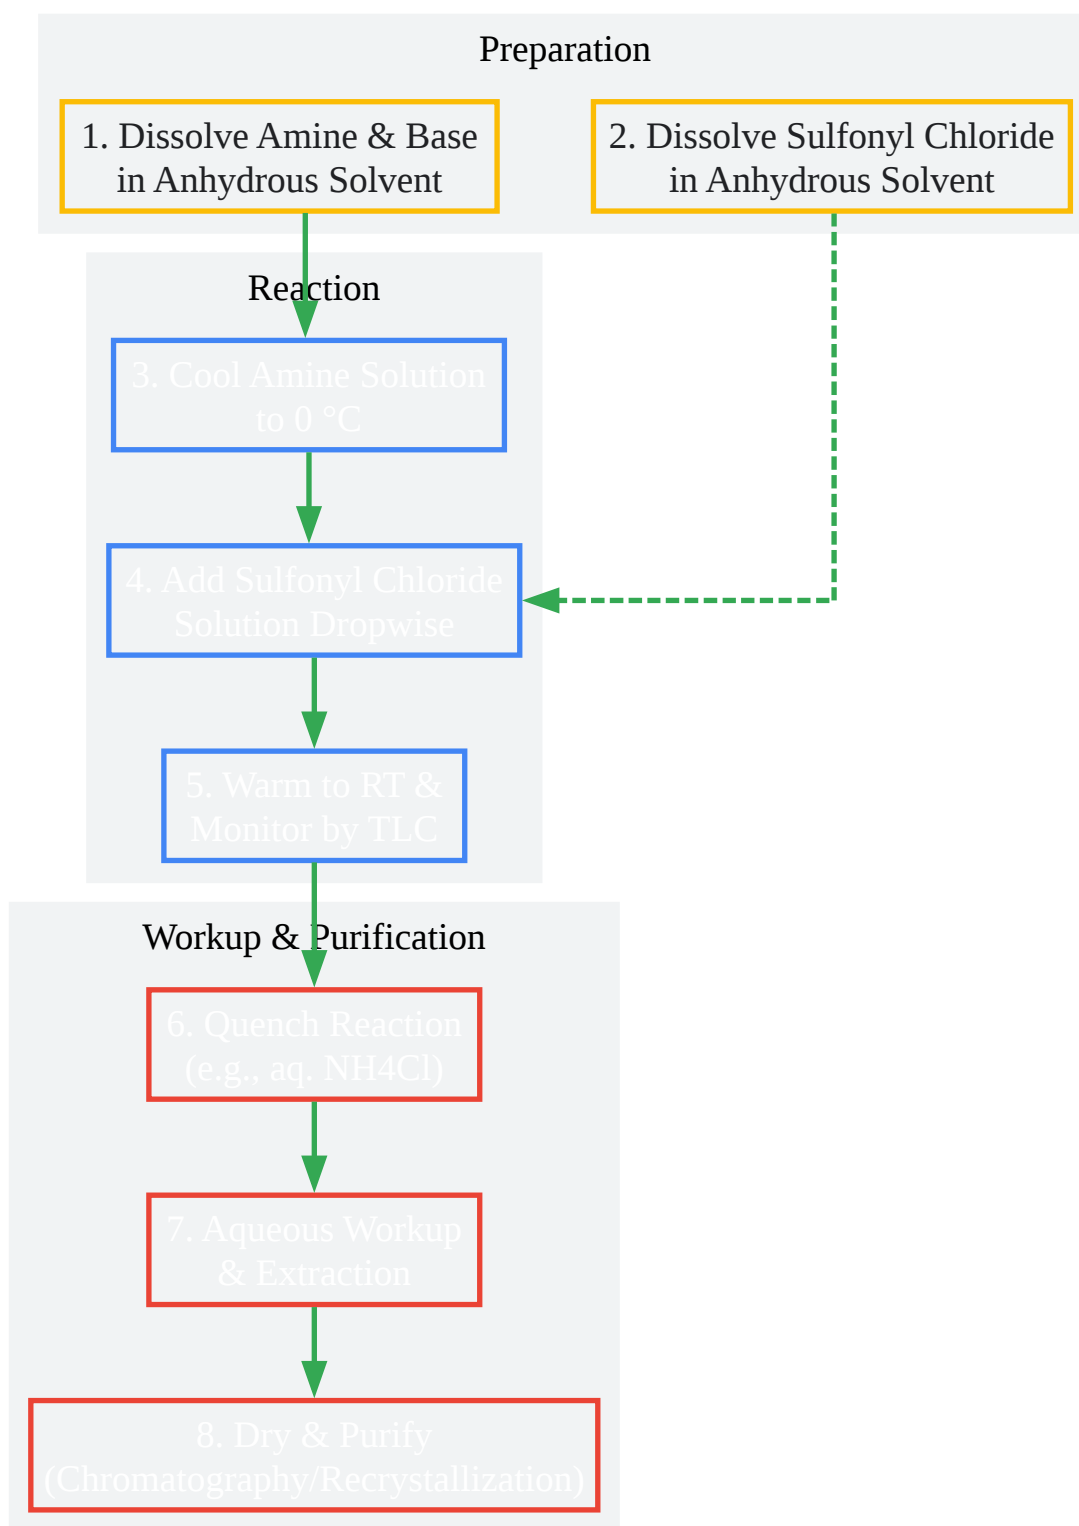 Preparation
1. Dissolve Amine & Base
in Anhydrous Solvent
2. Dissolve Sulfonyl Chloride
in Anhydrous Solvent
Reaction
3. Cool Amine Solution
to 0 °C
4. Add Sulfonyl Chloride
Solution Dropwise
5. Warm to RT &
Monitor by TLC
Workup & Purification
6. Quench Reaction
(e.g., aq. NH4Cl)
7. Aqueous Workup
& Extraction
8. Dry & Purify
(Chromatography/Recrystallization)